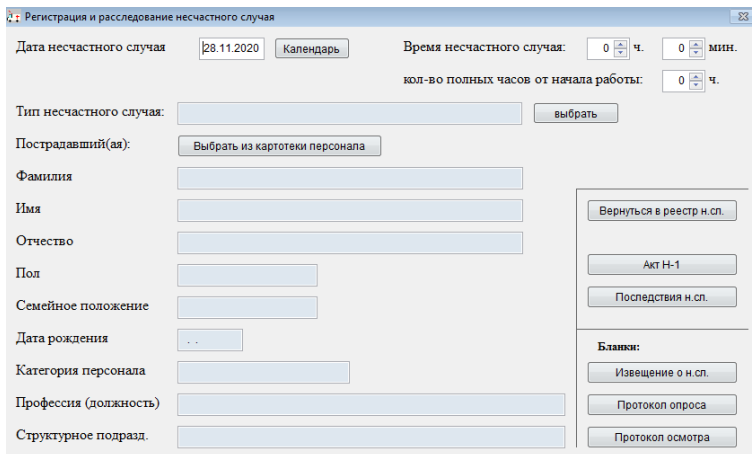 Регистрация и расследование несчастного случая
Дата несчастного случая 28.11.2020 Календарь Время несчастного случая: 0 ч. 0 мин.
кол-во полных часов от начала работы: 0 ч.
Тип несчастного случая: выбрать
Пострадавший(ая): Выбрать из картотеки персонала
Фамилия
Имя Вернуться в реестр н.сл.
Отчество
Акт Н-1
Пол
Последствия н.сл.
Семейное положение
Дата рождения . .
Бланки:
Категория персонала Извещение о н.сл.
Профессия (должность) Протокол опроса
Структурное подразд. Протокол осмотра